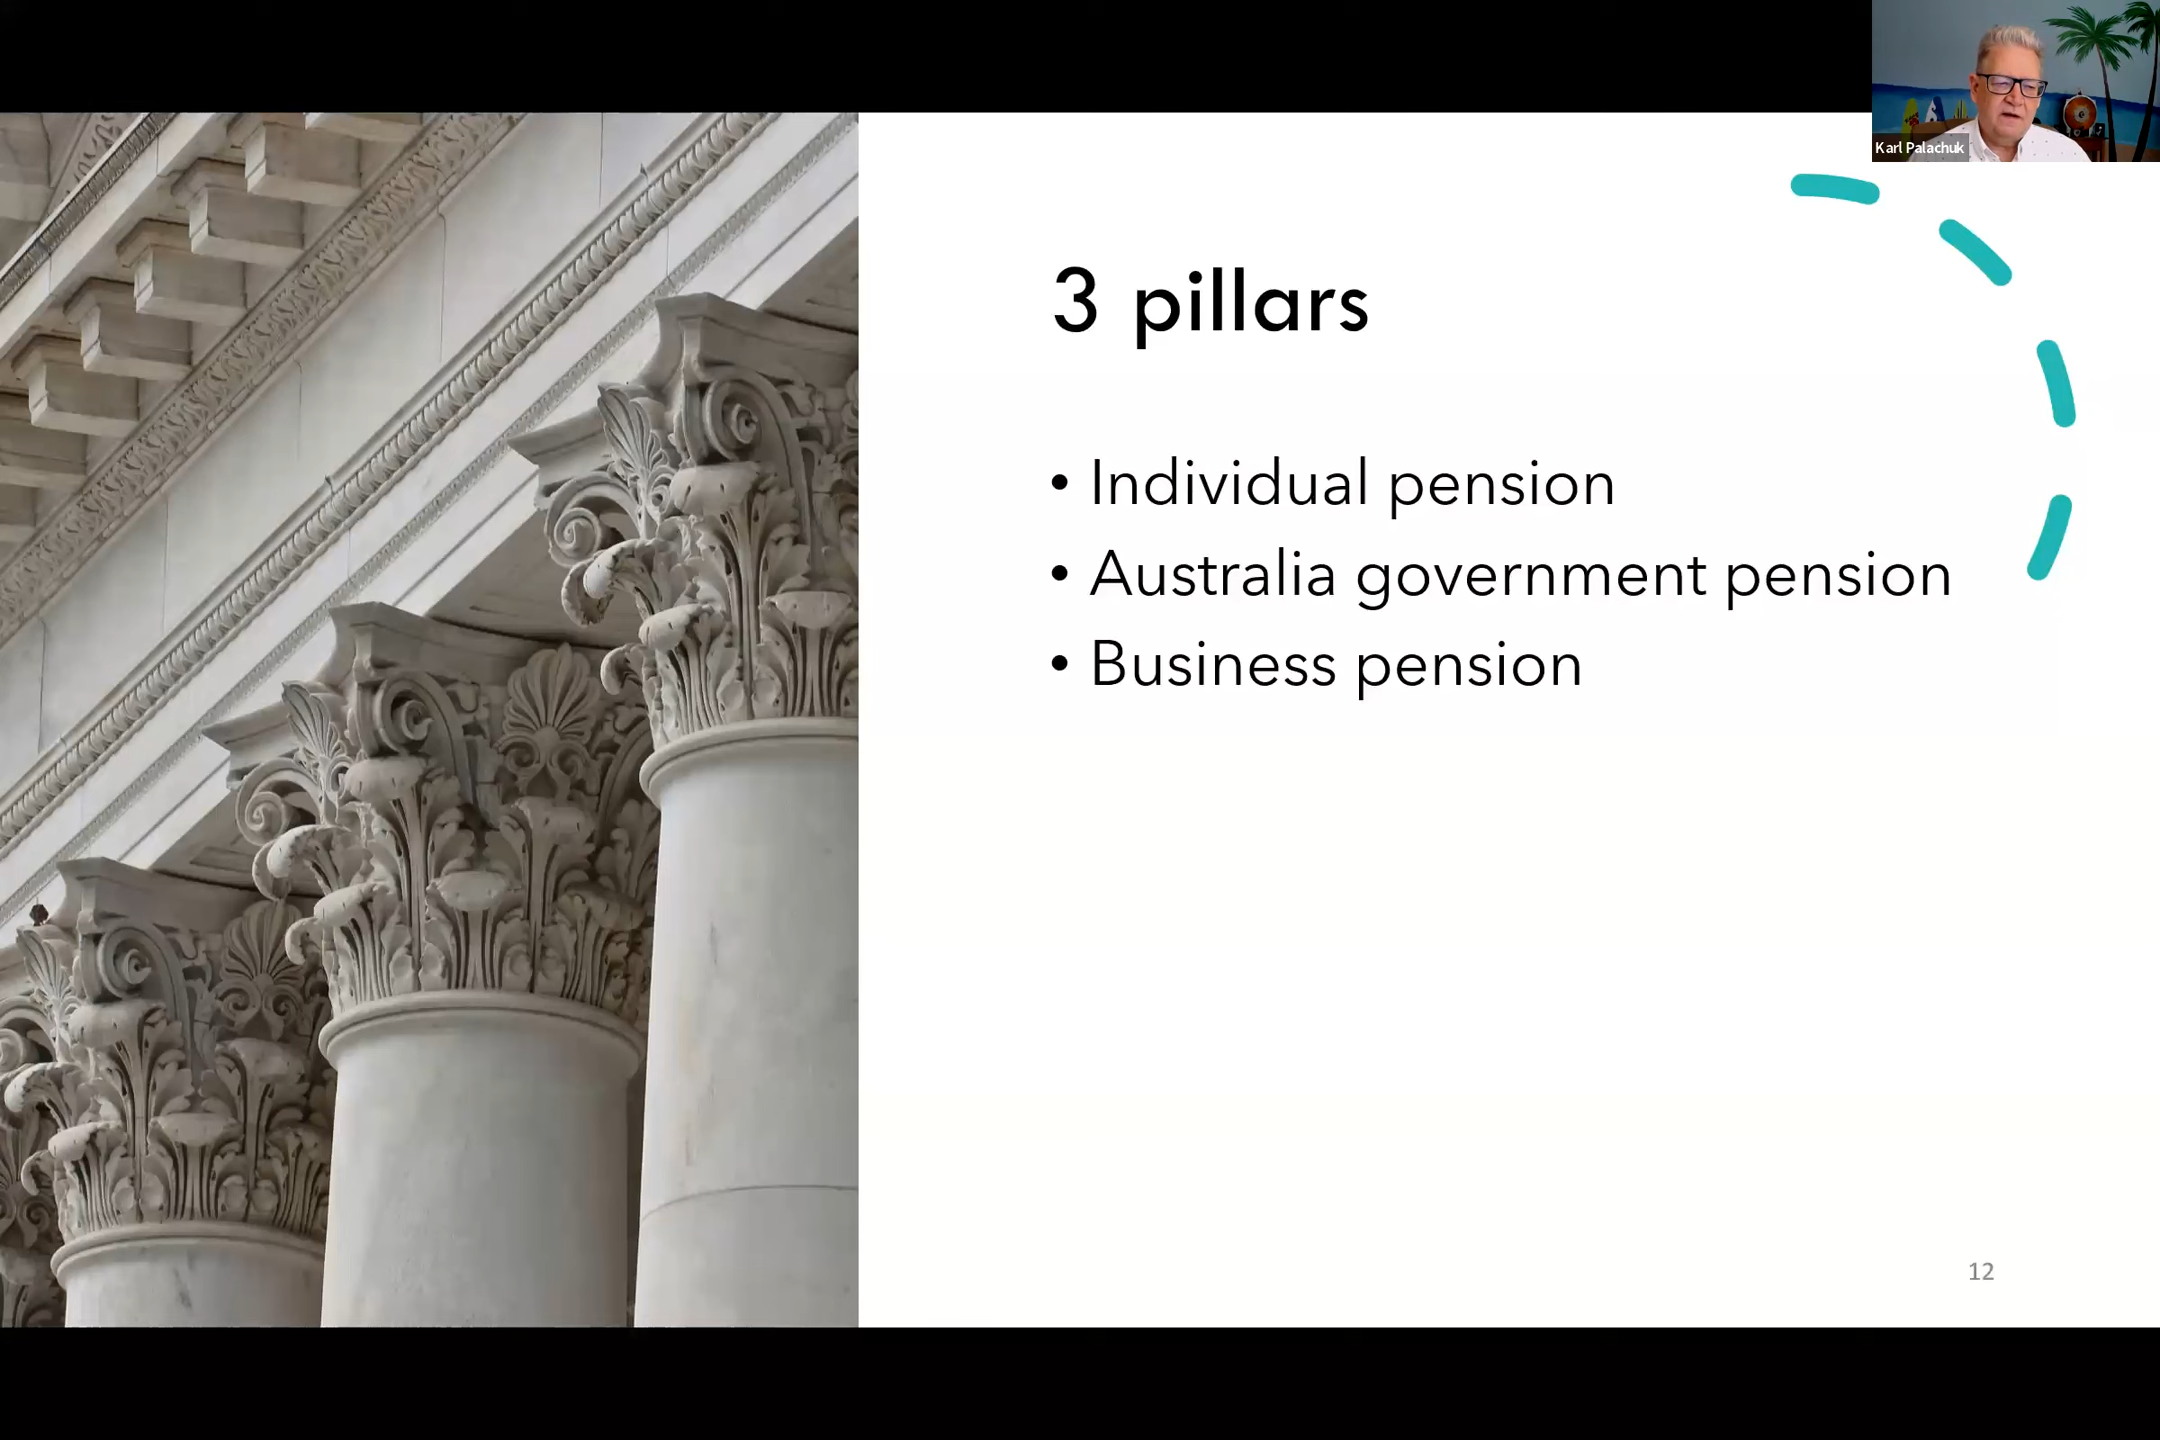 Karl Palachuk
3 pillars
• Individual pension
• Australia government pension
• Business pension
12